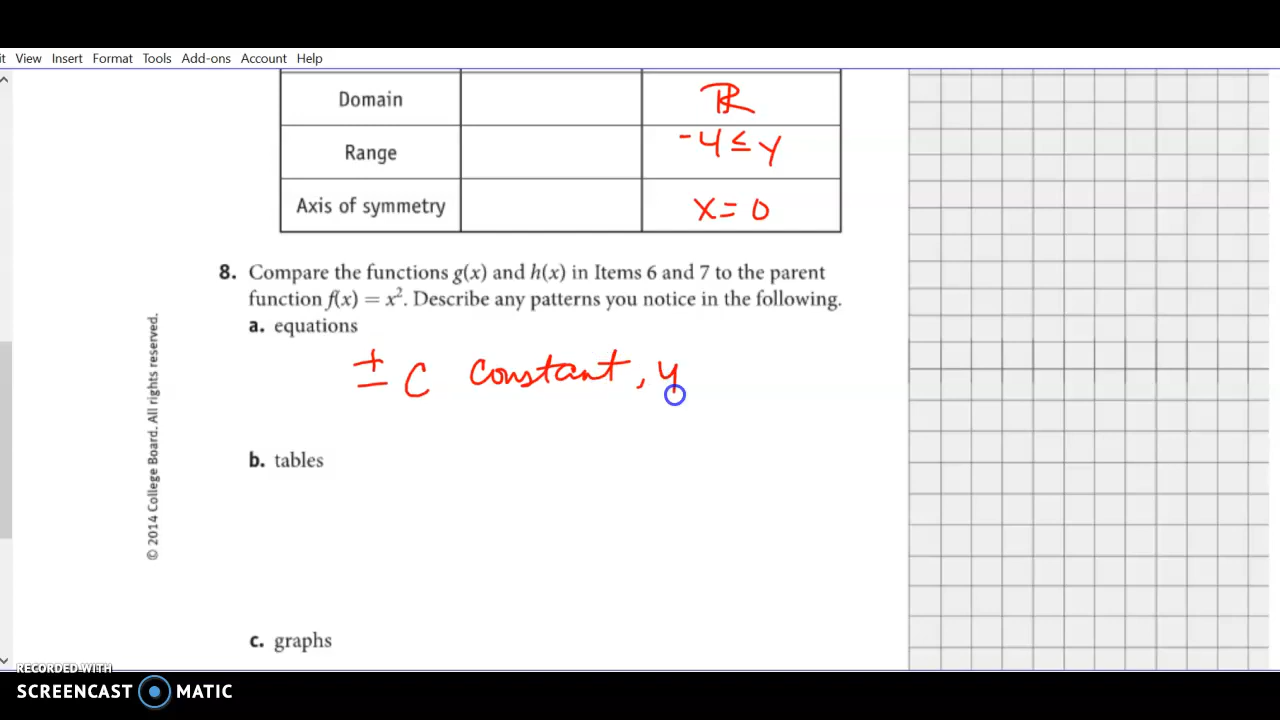 it View Insert Format Tools Add-ons Account Help
Domain ℝ
Range -4 ≤ y
Axis of symmetry x = 0
8. Compare the functions g(x) and h(x) in Items 6 and 7 to the parent
function f(x) = x². Describe any patterns you notice in the following.
a. equations
± C constant, y
b. tables
c. graphs
© 2014 College Board. All rights reserved.
RECORDED WITH
SCREENCAST MATIC